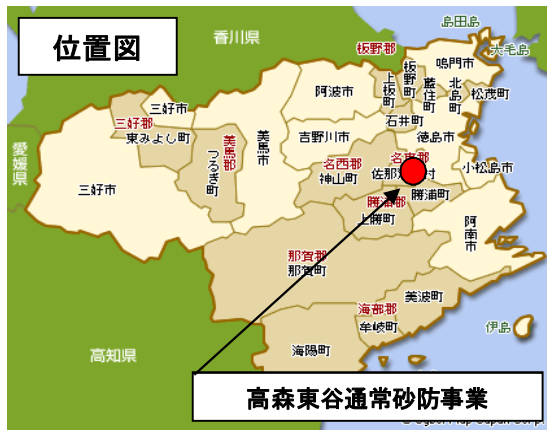 位置図
香川県
島田島
大毛島
板野郡
鳴門市
板野町
上板町
藍住町
北島町
松茂町
阿波市
石井町
三好市
三好郡
東みよし町
美馬郡
つるぎ町
美馬市
吉野川市
徳島市
名東郡
名西郡
神山町
小松島市
勝浦町
勝浦郡
上勝町
愛媛県
三好市
阿南市
那賀郡
那賀町
美波町
海部郡
牟岐町
伊島
高知県
海陽町
高森東谷通常砂防事業